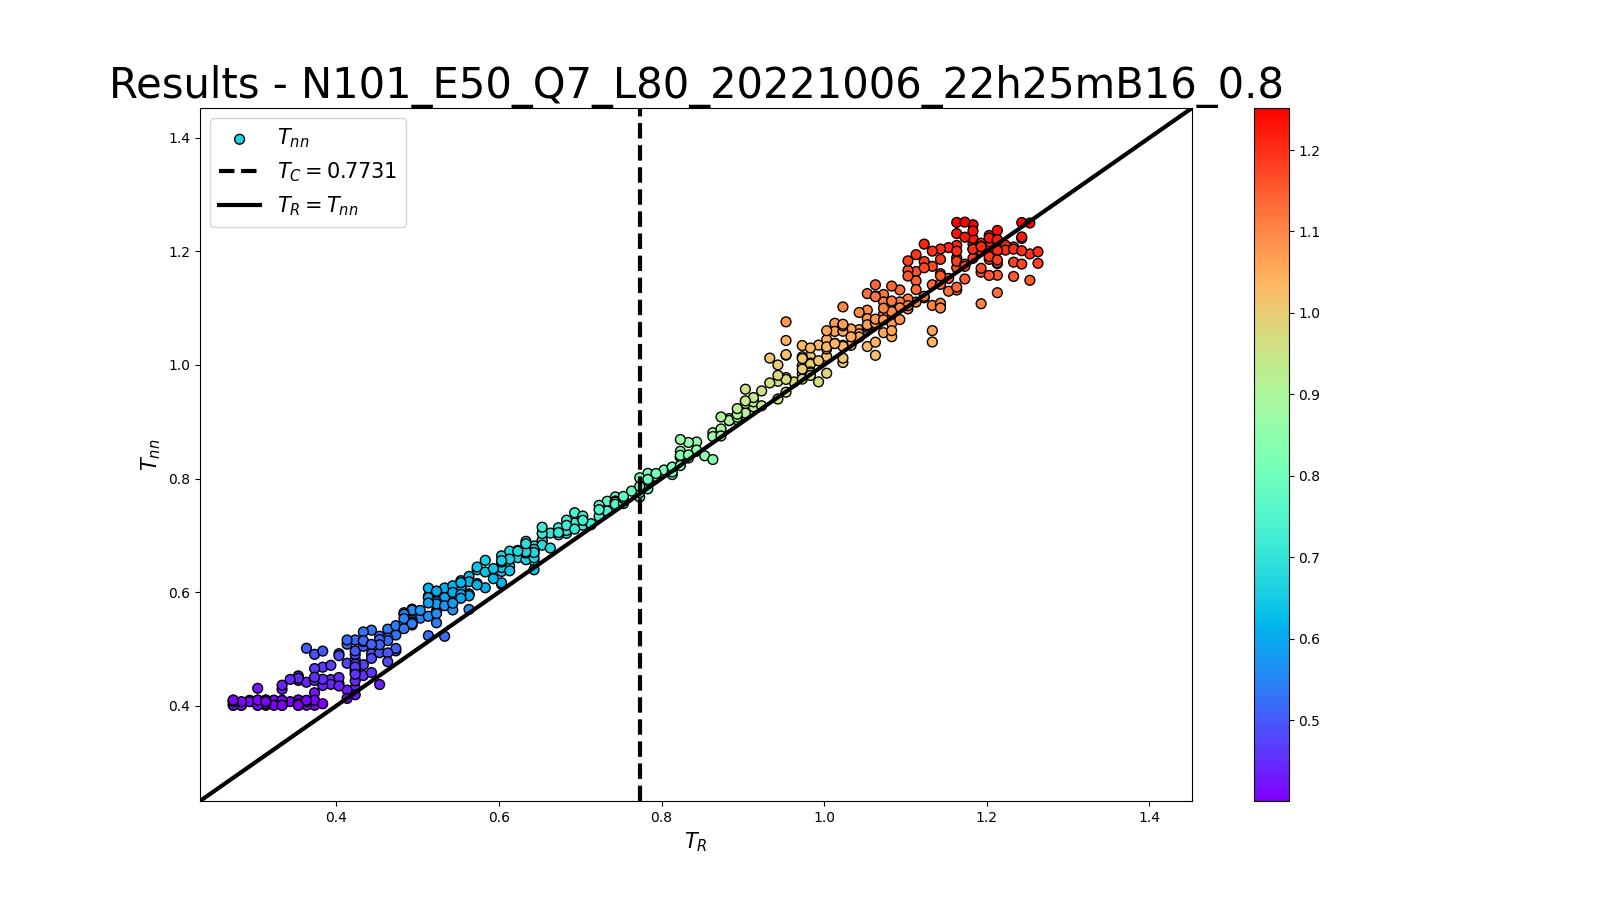 Results - N101_E50_Q7_L80_20221006_22h25mB16_0.8
T_nn
T_C = 0.7731
T_R = T_nn
1.4
1.2
1.0
0.8
0.6
0.4
T_nn
0.4 0.6 0.8 1.0 1.2 1.4
T_R
1.2
1.1
1.0
0.9
0.8
0.7
0.6
0.5